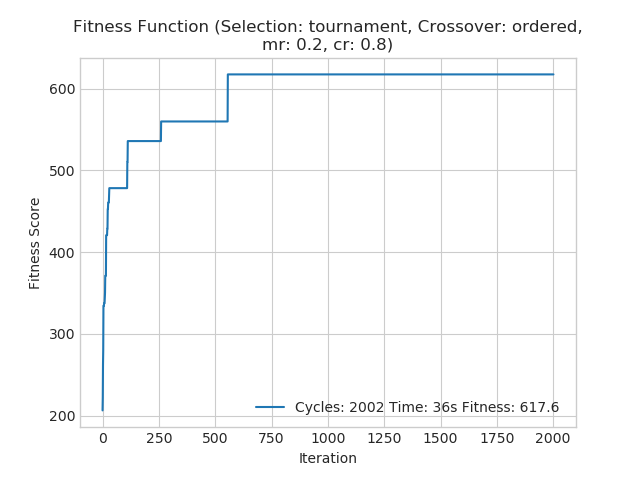 Fitness Function (Selection: tournament, Crossover: ordered,
mr: 0.2, cr: 0.8)
600
500
400
300
200
Fitness Score
Cycles: 2002 Time: 36s Fitness: 617.6
0 250 500 750 1000 1250 1500 1750 2000
Iteration